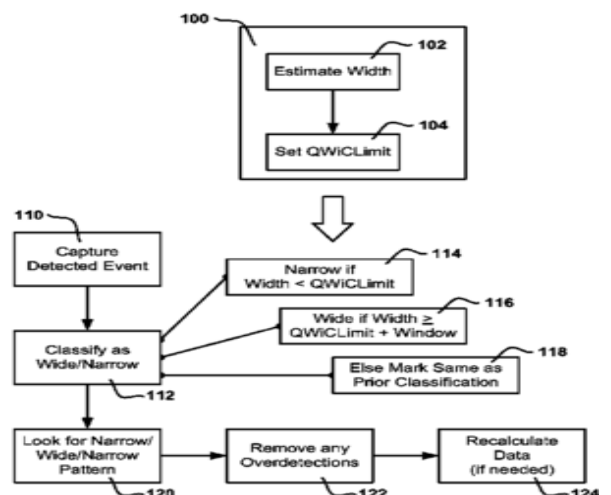 100
102
Estimate Width
104
Set QWiCLimit
110
Capture
Detected Event
114
Narrow if
Width < QWiCLimit
116
Wide if Width ≥
QWiCLimit + Window
Classify as
Wide/Narrow
112
118
Else Mark Same as
Prior Classification
Look for Narrow/
Wide/Narrow
Pattern
120
Remove any
Overdetections
122
Recalculate
Data
(if needed)
124